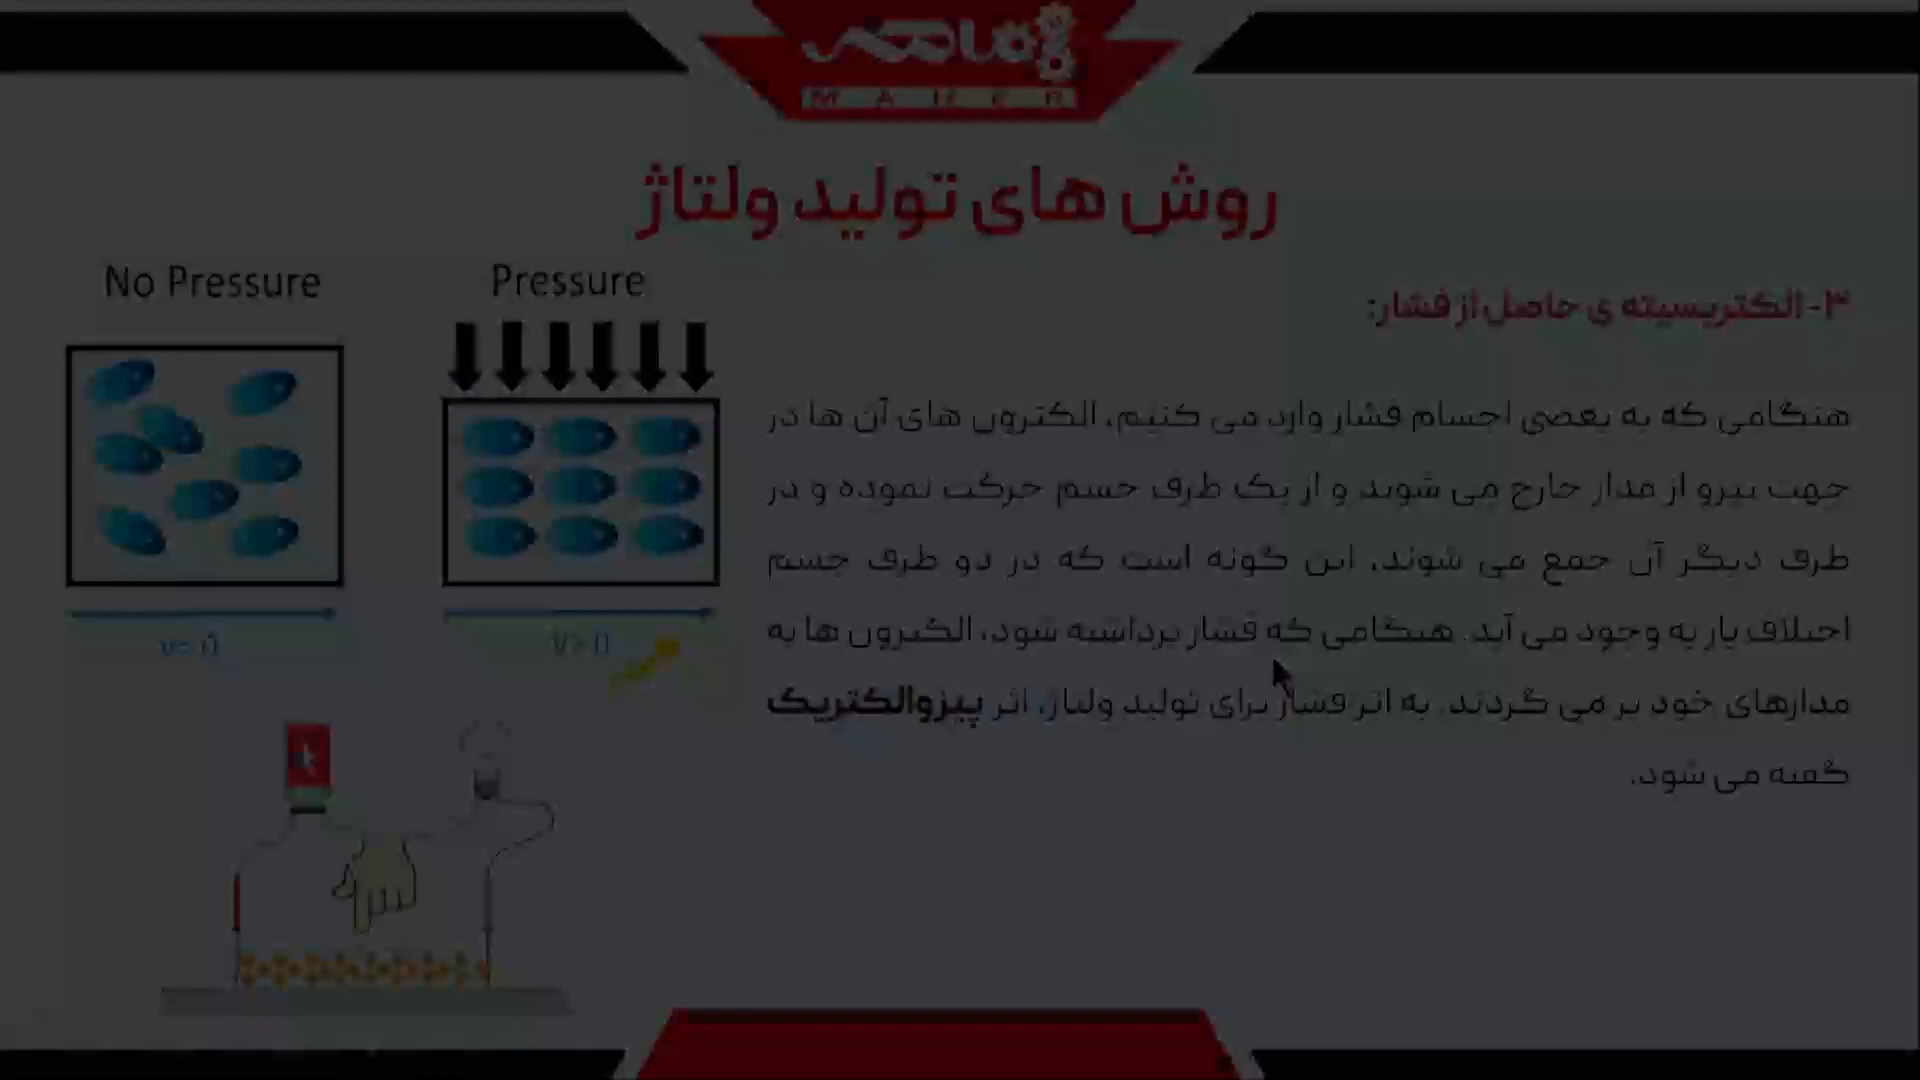 ماهر
MAHER
روش های تولید ولتاژ
No Pressure
Pressure
۳- الکتریسیته ی حاصل از فشار:
هنگامی که به بعضی اجسام فشار وارد می کنیم، الکترون های آن ها در
جهت نیرو از مدار خارج می شوند و از یک طرف جسم حرکت نموده و در
طرف دیگر آن جمع می شوند. این گونه است که در دو طرف جسم
اختلاف بار به وجود می آید. هنگامی که فشار برداشته شود، الکترون ها به
مدارهای خود بر می گردند. به اثر فشار برای تولید ولتاژ، اثر پیزوالکتریک
گفته می شود.
v= 0